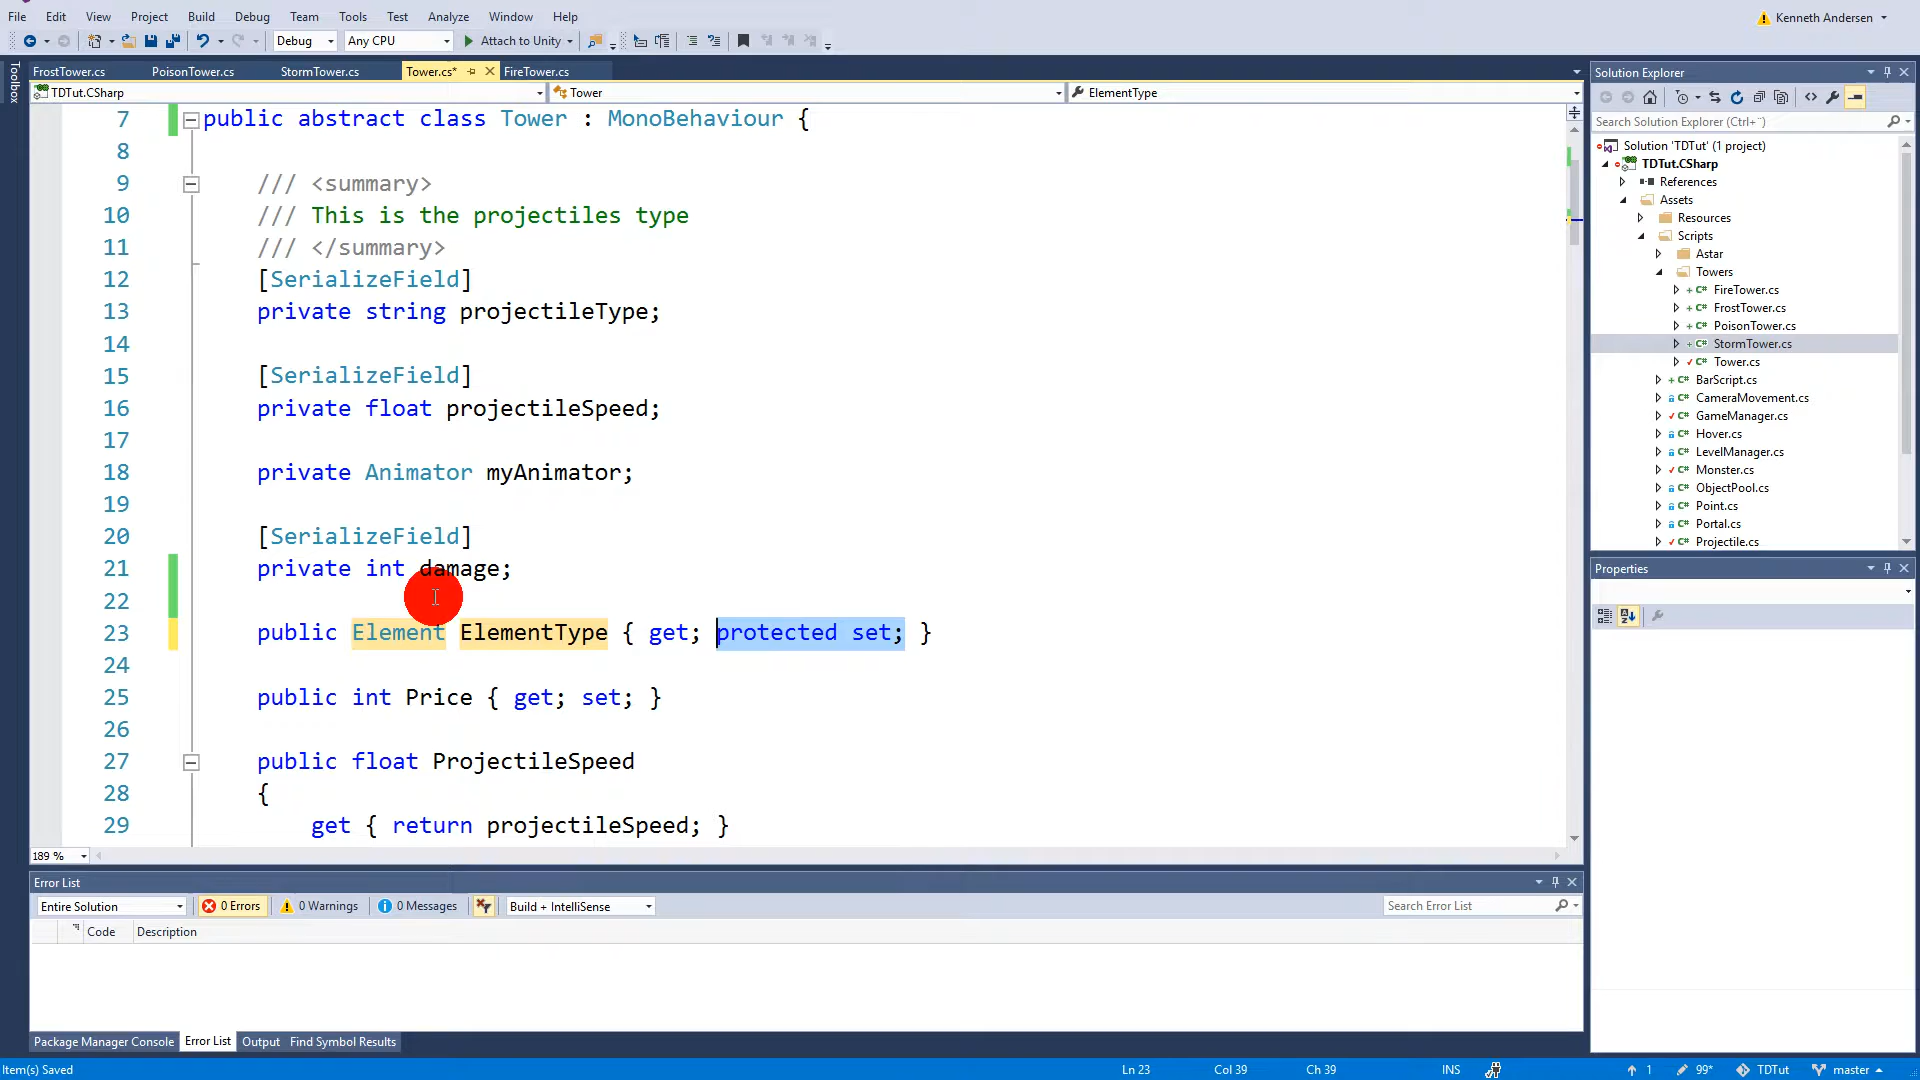 File Edit View Project Build Debug Team Tools Test Analyze Window Help Kenneth Andersen
Debug Any CPU Attach to Unity
Toolbox
FrostTower.cs PoisonTower.cs StormTower.cs Tower.cs* FireTower.cs
TDTut.CSharp Tower ElementType
7 public abstract class Tower : MonoBehaviour {
8
9 /// <summary>
10 /// This is the projectiles type
11 /// </summary>
12 [SerializeField]
13 private string projectileType;
14
15 [SerializeField]
16 private float projectileSpeed;
17
18 private Animator myAnimator;
19
20 [SerializeField]
21 private int damage;
22
23 public Element ElementType { get; protected set; }
24
25 public int Price { get; set; }
26
27 public float ProjectileSpeed
28 {
29 get { return projectileSpeed; }
189 %
Solution Explorer
Search Solution Explorer (Ctrl+¨)
Solution 'TDTut' (1 project)
TDTut.CSharp
References
Assets
Resources
Scripts
Astar
Towers
FireTower.cs
FrostTower.cs
PoisonTower.cs
StormTower.cs
Tower.cs
BarScript.cs
CameraMovement.cs
GameManager.cs
Hover.cs
LevelManager.cs
Monster.cs
ObjectPool.cs
Point.cs
Portal.cs
Projectile.cs
Properties
Error List
Entire Solution 0 Errors 0 Warnings 0 Messages Build + IntelliSense Search Error List
Code Description
Package Manager Console Error List Output Find Symbol Results
Item(s) Saved Ln 23 Col 39 Ch 39 INS 1 99* TDTut master